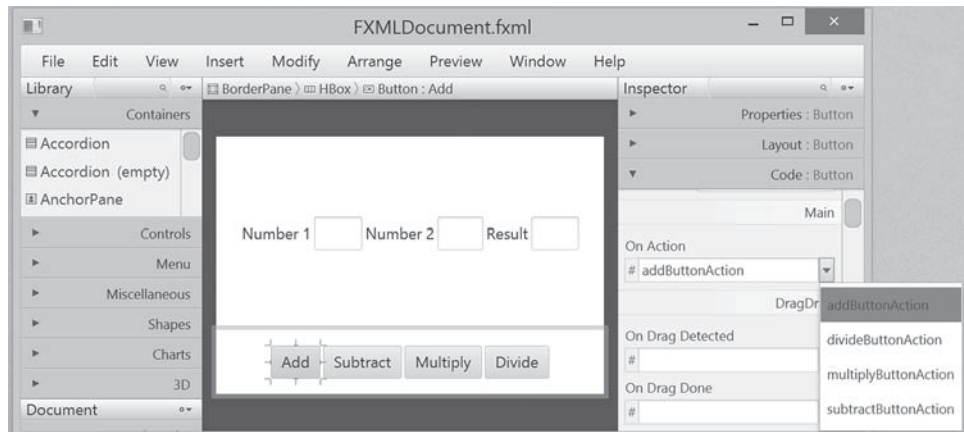 FXMLDocument.fxml
File Edit View Insert Modify Arrange Preview Window Help
Library
BorderPane HBox Button : Add
Inspector
Containers
Accordion
Accordion (empty)
AnchorPane
Controls
Menu
Miscellaneous
Shapes
Charts
3D
Document
Number 1 Number 2 Result
Add Subtract Multiply Divide
Properties : Button
Layout : Button
Code : Button
Main
On Action
# addButtonAction
DragDr
addButtonAction
divideButtonAction
multiplyButtonAction
subtractButtonAction
On Drag Detected
#
On Drag Done
#